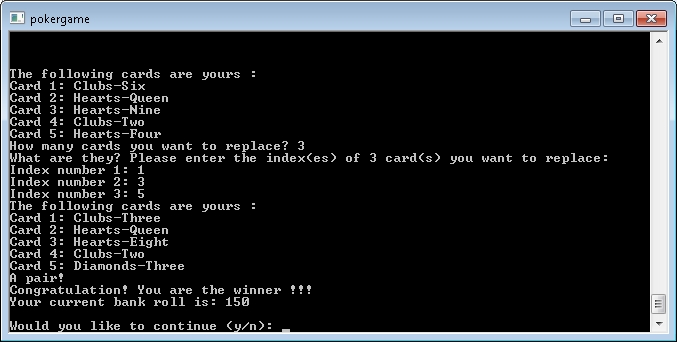 pokergame
The following cards are yours :
Card 1: Clubs-Six
Card 2: Hearts-Queen
Card 3: Hearts-Nine
Card 4: Clubs-Two
Card 5: Hearts-Four
How many cards you want to replace? 3
What are they? Please enter the index(es) of 3 card(s) you want to replace:
Index number 1: 1
Index number 2: 3
Index number 3: 5
The following cards are yours :
Card 1: Clubs-Three
Card 2: Hearts-Queen
Card 3: Hearts-Eight
Card 4: Clubs-Two
Card 5: Diamonds-Three
A pair!
Congratulation! You are the winner !!!
Your current bank roll is: 150
Would you like to continue (y/n): _